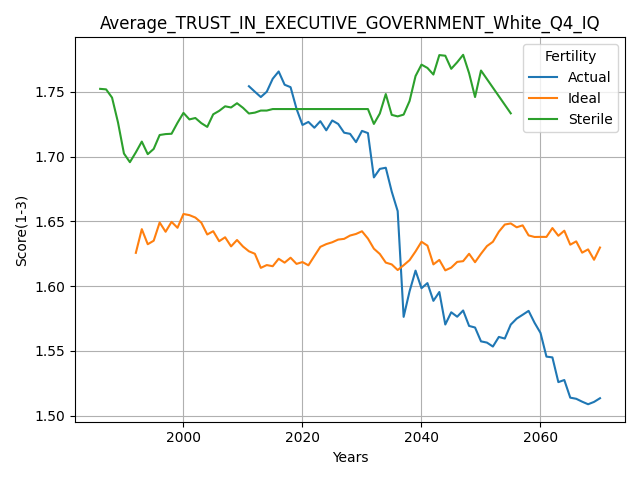 Average_TRUST_IN_EXECUTIVE_GOVERNMENT_White_Q4_IQ
Fertility
Actual
Ideal
Sterile
Score(1-3)
1.75
1.70
1.65
1.60
1.55
1.50
2000
2020
2040
2060
Years